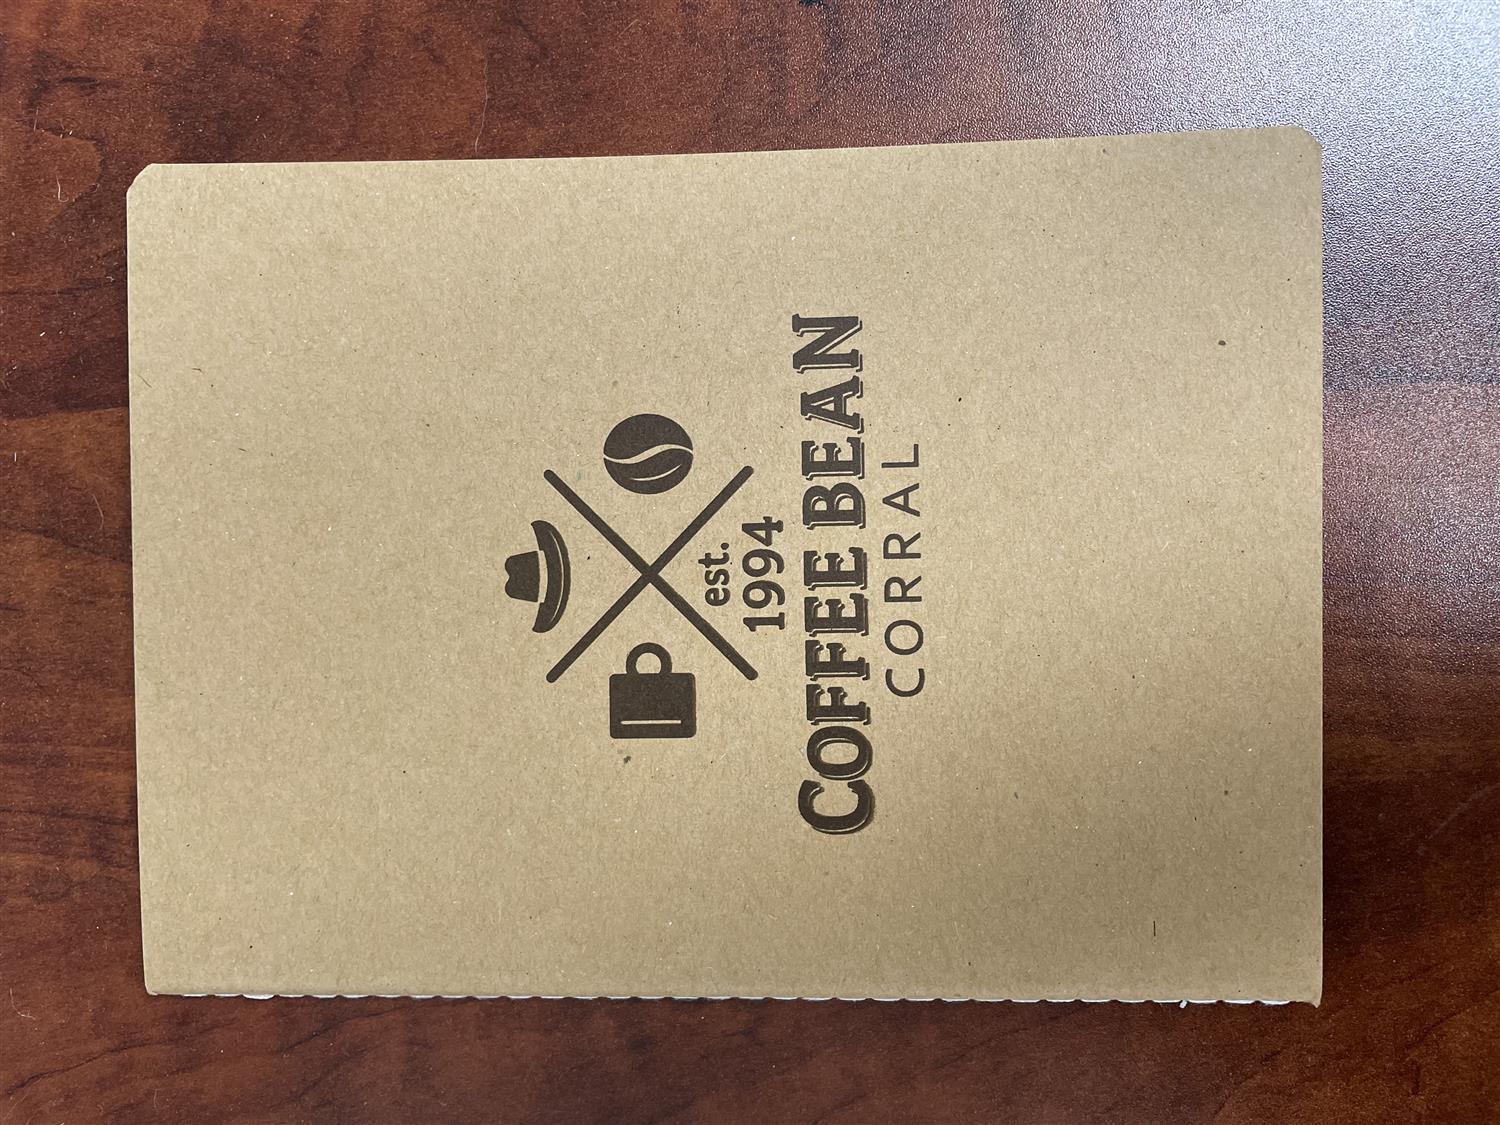 est.
1994
COFFEE BEAN
CORRAL